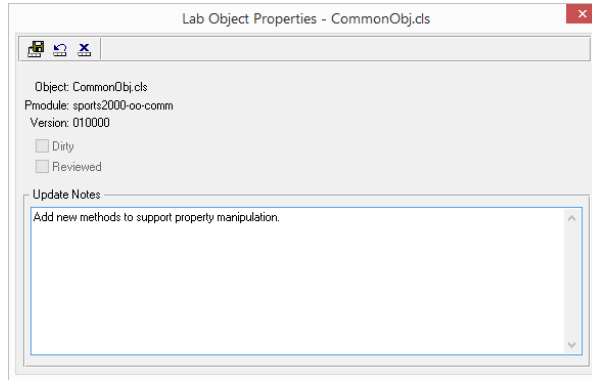 Lab Object Properties - CommonObj.cls
Object: CommonObj.cls
Pmodule: sports2000-oo-comm
Version: 010000
Dirty
Reviewed
Update Notes
Add new methods to support property manipulation.